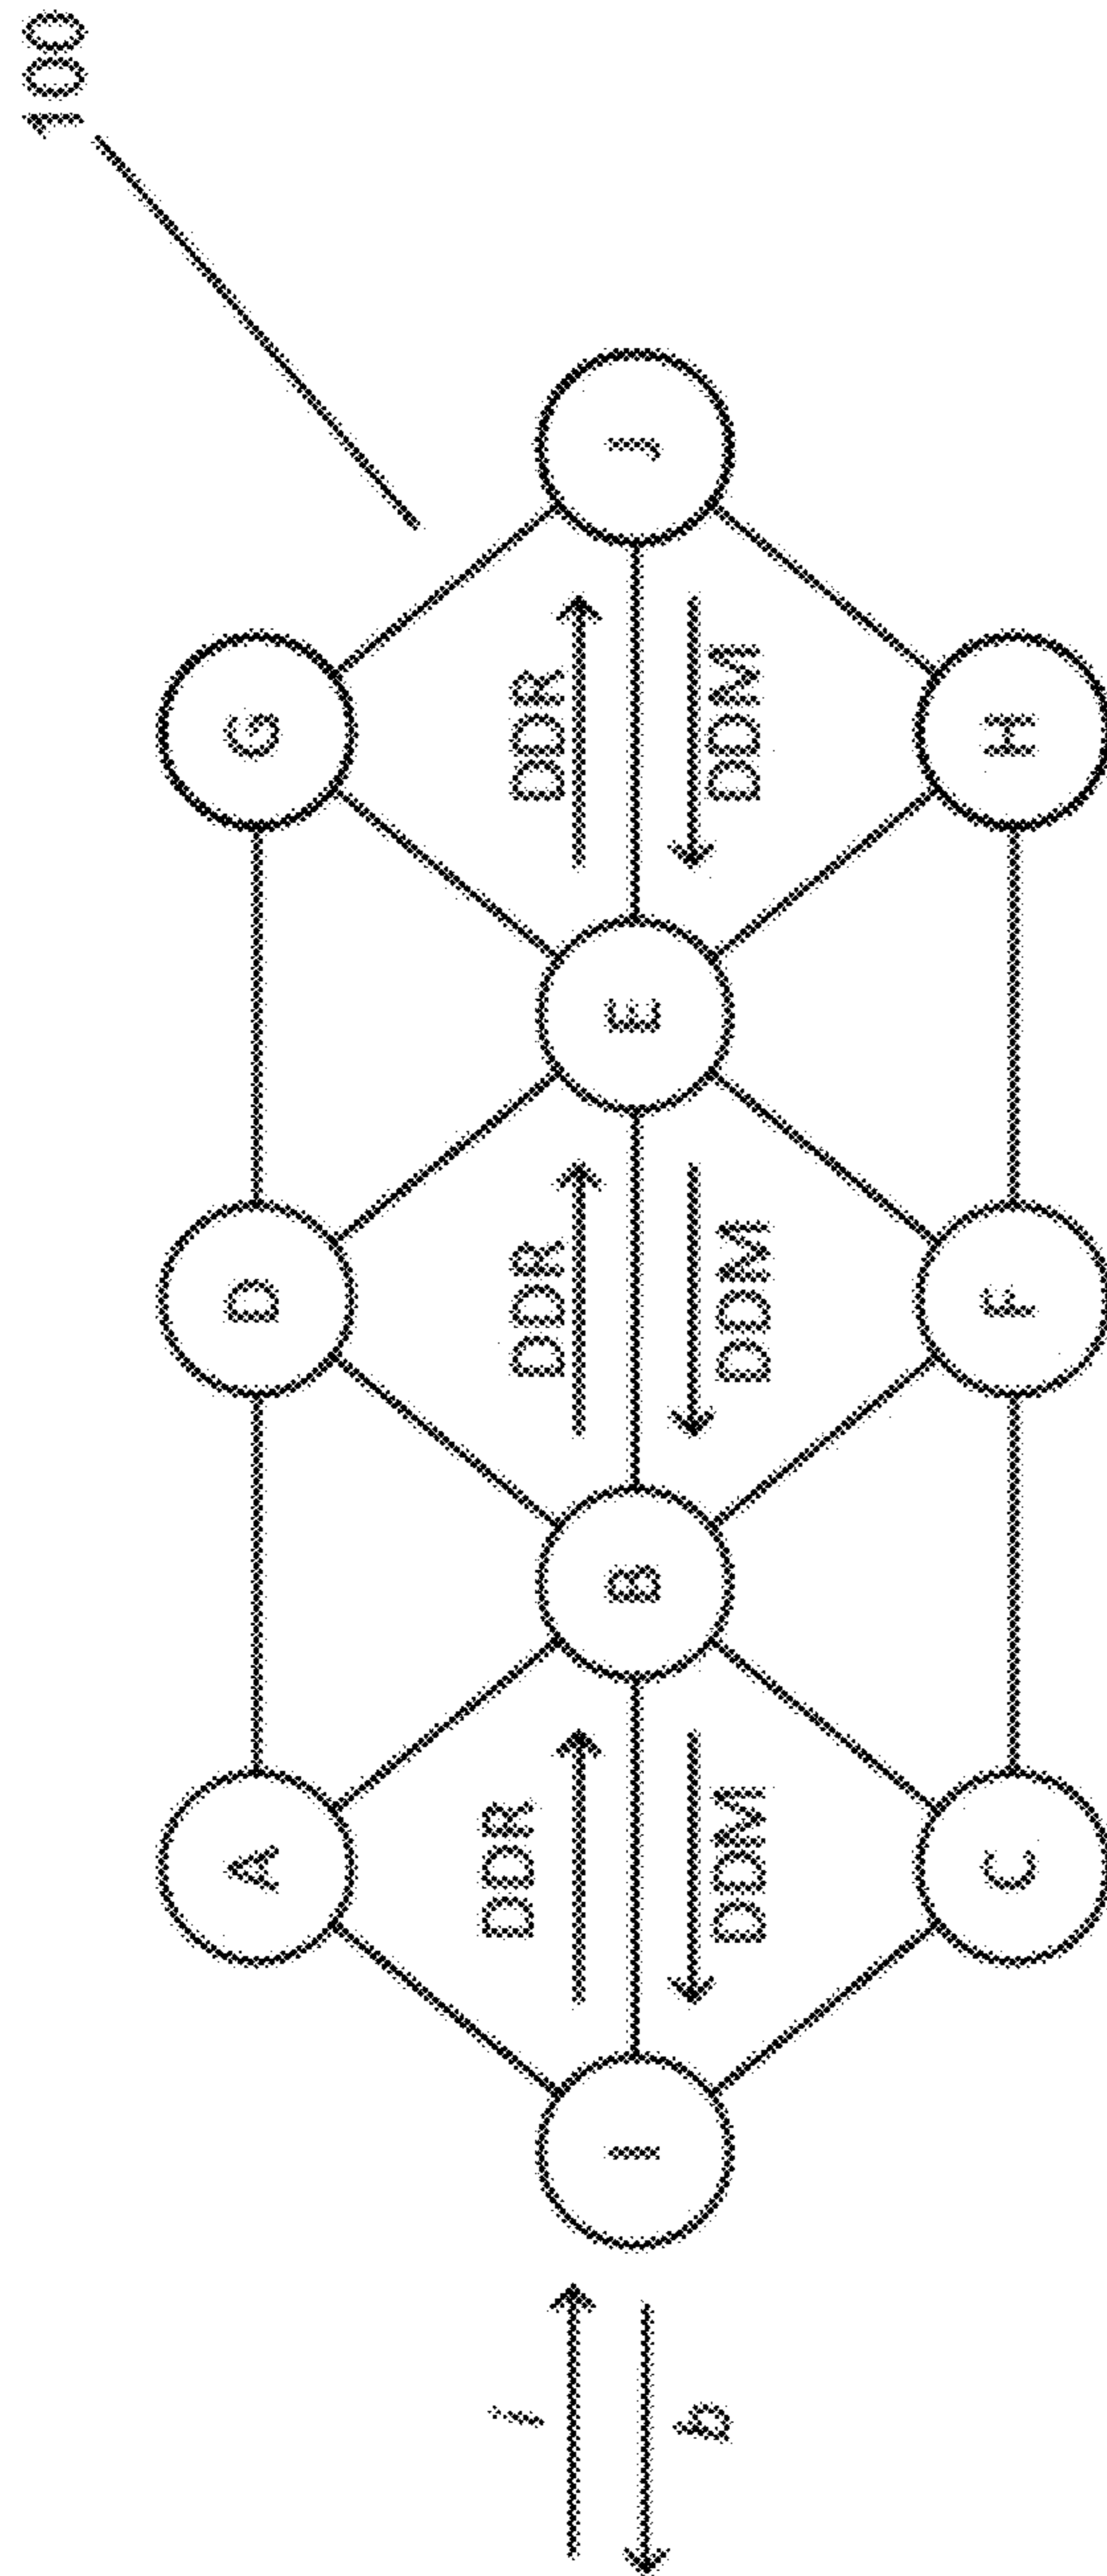 100
A D G
i DDR DDR DDR
I B E J
b DDM DDM DDM
C F H